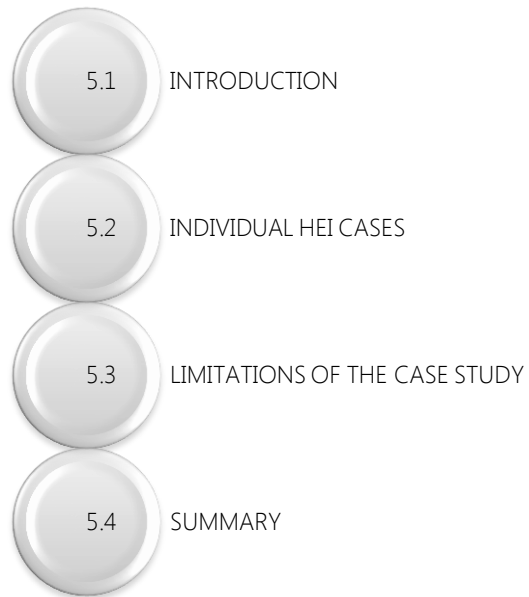 5.1 INTRODUCTION
5.2 INDIVIDUAL HEI CASES
5.3 LIMITATIONS OF THE CASE STUDY
5.4 SUMMARY